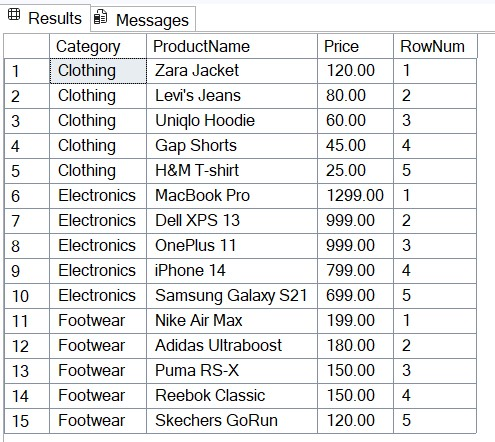 Results Messages
Category ProductName Price RowNum
1 Clothing Zara Jacket 120.00 1
2 Clothing Levi's Jeans 80.00 2
3 Clothing Uniqlo Hoodie 60.00 3
4 Clothing Gap Shorts 45.00 4
5 Clothing H&M T-shirt 25.00 5
6 Electronics MacBook Pro 1299.00 1
7 Electronics Dell XPS 13 999.00 2
8 Electronics OnePlus 11 999.00 3
9 Electronics iPhone 14 799.00 4
10 Electronics Samsung Galaxy S21 699.00 5
11 Footwear Nike Air Max 199.00 1
12 Footwear Adidas Ultraboost 180.00 2
13 Footwear Puma RS-X 150.00 3
14 Footwear Reebok Classic 150.00 4
15 Footwear Skechers GoRun 120.00 5